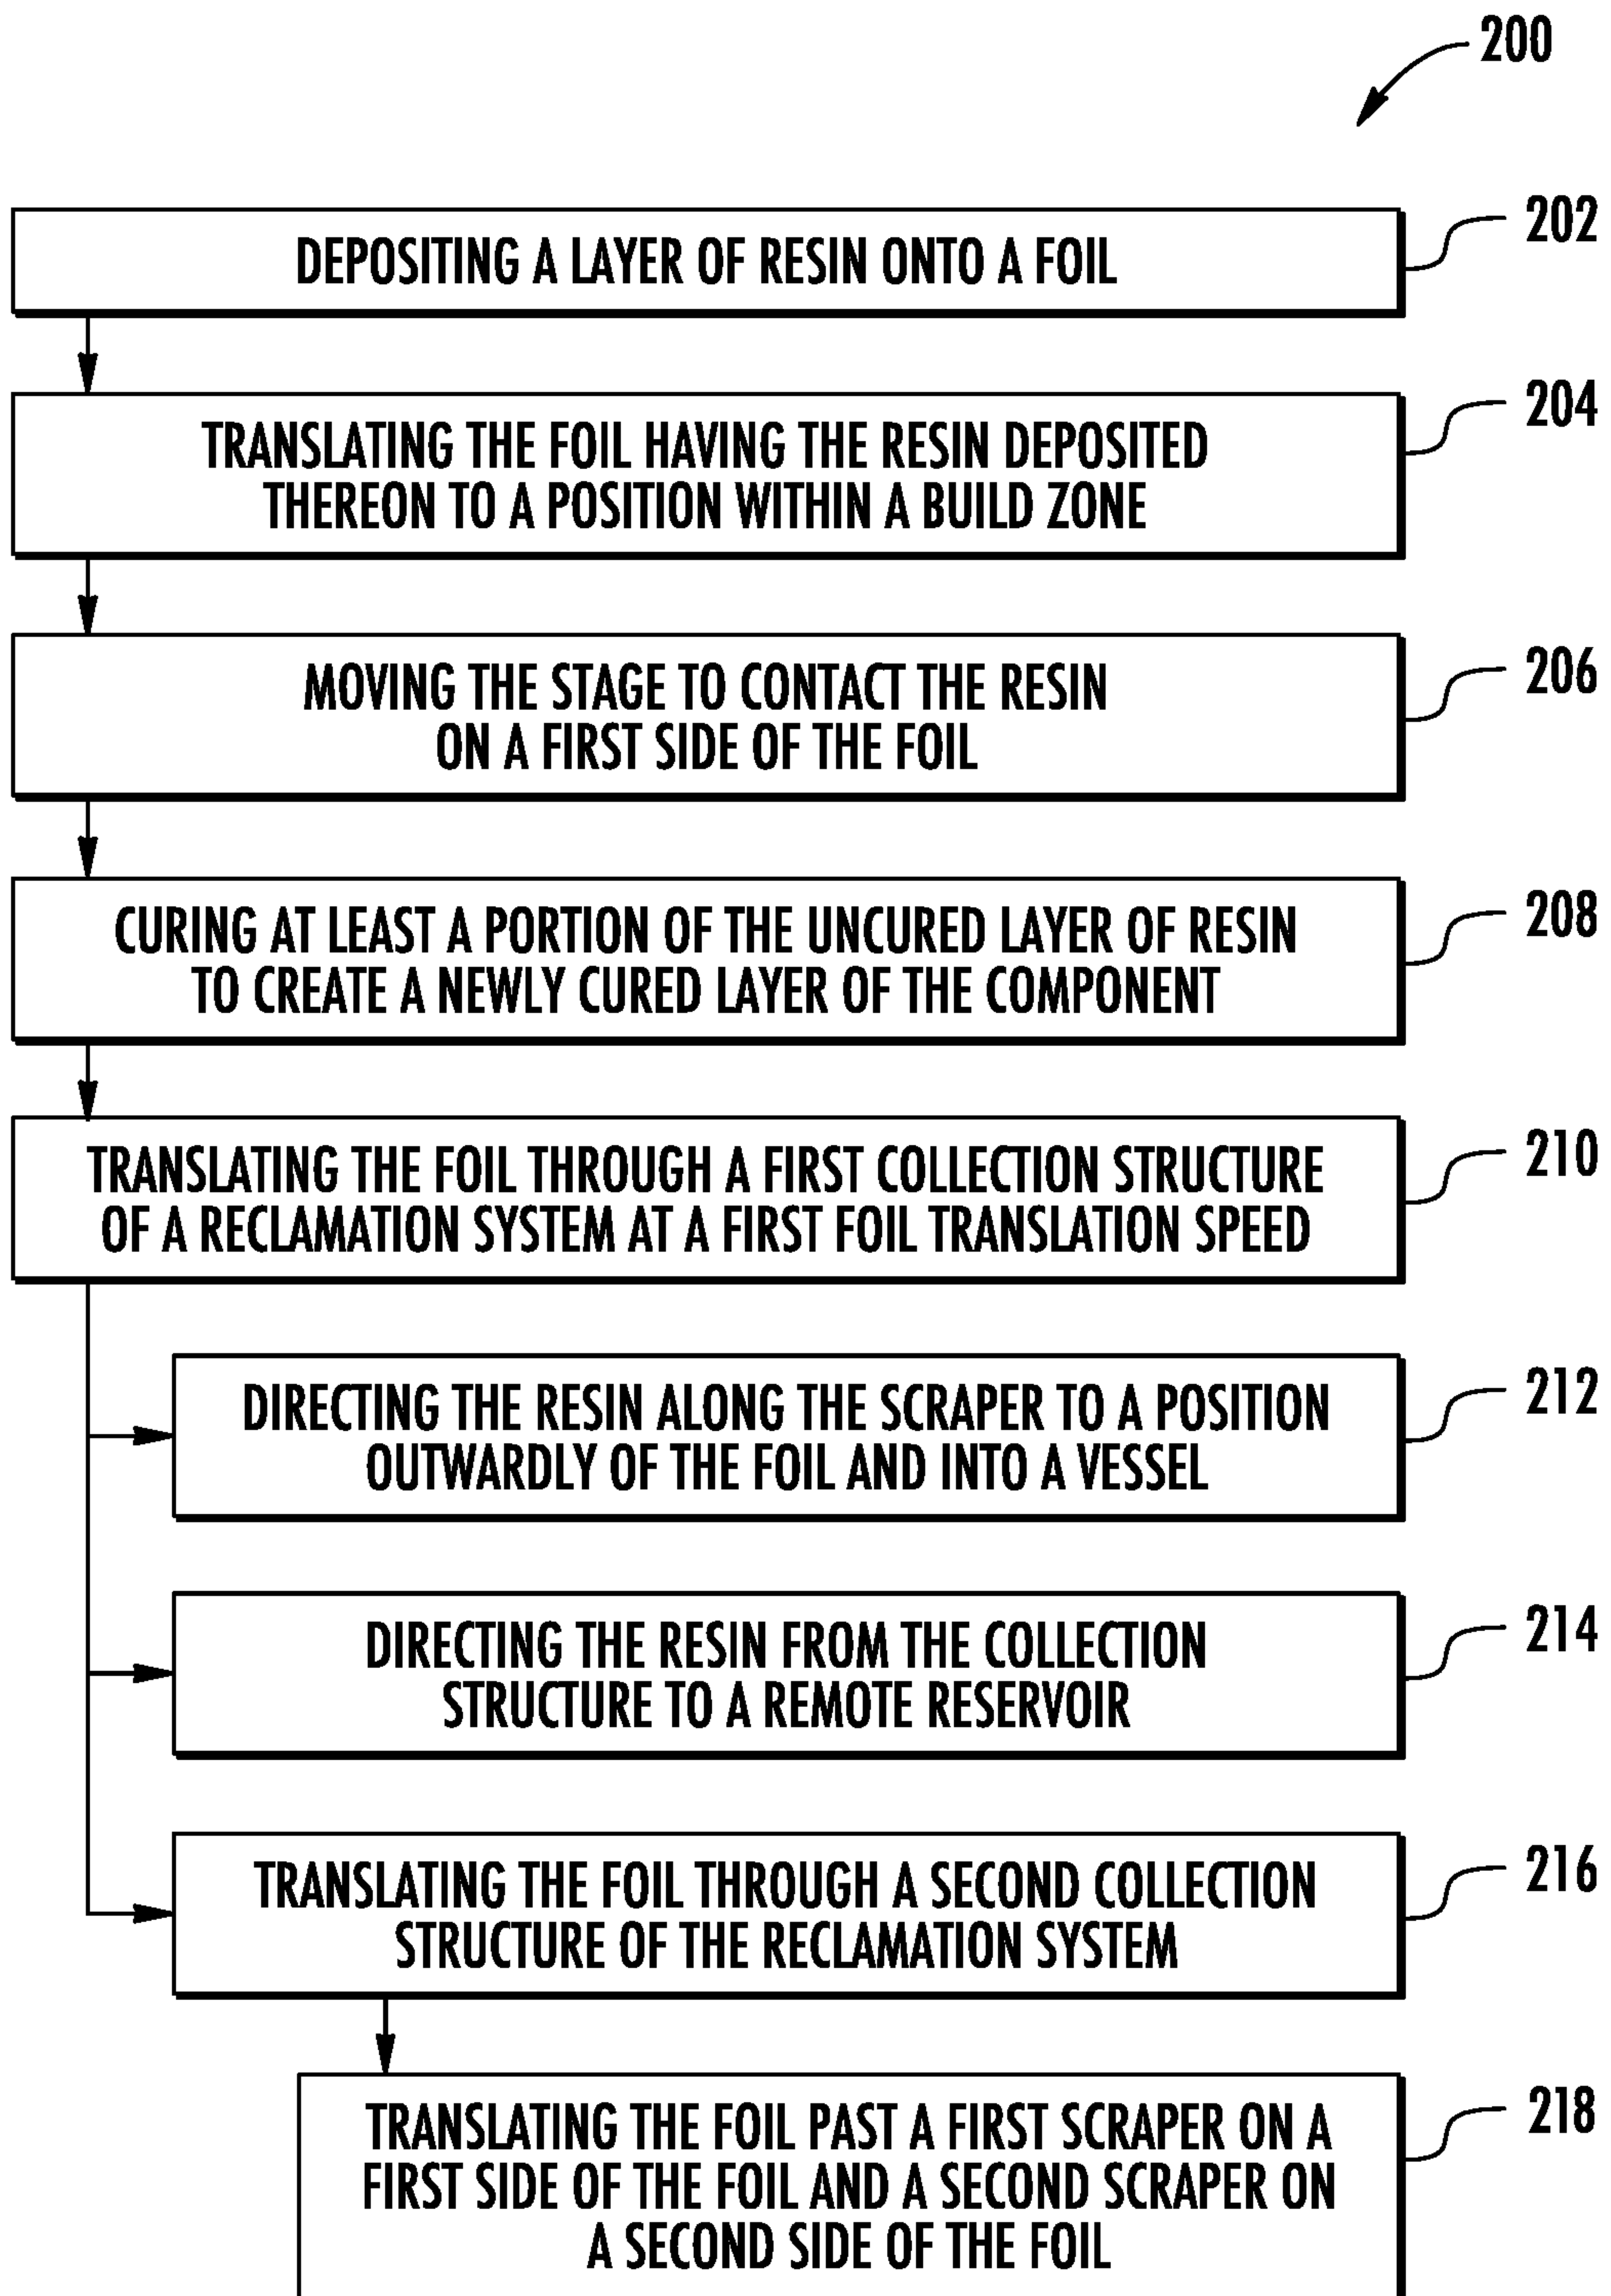 200
DEPOSITING A LAYER OF RESIN ONTO A FOIL
202
TRANSLATING THE FOIL HAVING THE RESIN DEPOSITED
THEREON TO A POSITION WITHIN A BUILD ZONE
204
MOVING THE STAGE TO CONTACT THE RESIN
ON A FIRST SIDE OF THE FOIL
206
CURING AT LEAST A PORTION OF THE UNCURED LAYER OF RESIN
TO CREATE A NEWLY CURED LAYER OF THE COMPONENT
208
TRANSLATING THE FOIL THROUGH A FIRST COLLECTION STRUCTURE
OF A RECLAMATION SYSTEM AT A FIRST FOIL TRANSLATION SPEED
210
DIRECTING THE RESIN ALONG THE SCRAPER TO A POSITION
OUTWARDLY OF THE FOIL AND INTO A VESSEL
212
DIRECTING THE RESIN FROM THE COLLECTION
STRUCTURE TO A REMOTE RESERVOIR
214
TRANSLATING THE FOIL THROUGH A SECOND COLLECTION
STRUCTURE OF THE RECLAMATION SYSTEM
216
TRANSLATING THE FOIL PAST A FIRST SCRAPER ON A
FIRST SIDE OF THE FOIL AND A SECOND SCRAPER ON
A SECOND SIDE OF THE FOIL
218